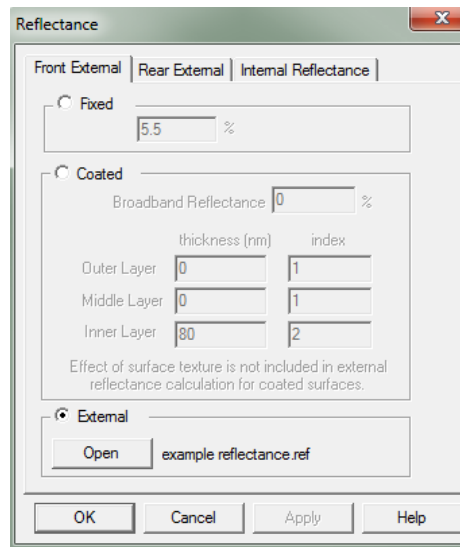 Reflectance
x
Front External Rear External Internal Reflectance
Fixed
5.5 %
Coated
Broadband Reflectance 0 %
thickness (nm) index
Outer Layer 0 1
Middle Layer 0 1
Inner Layer 80 2
Effect of surface texture is not included in external
reflectance calculation for coated surfaces.
External
Open example reflectance.ref
OK Cancel Apply Help